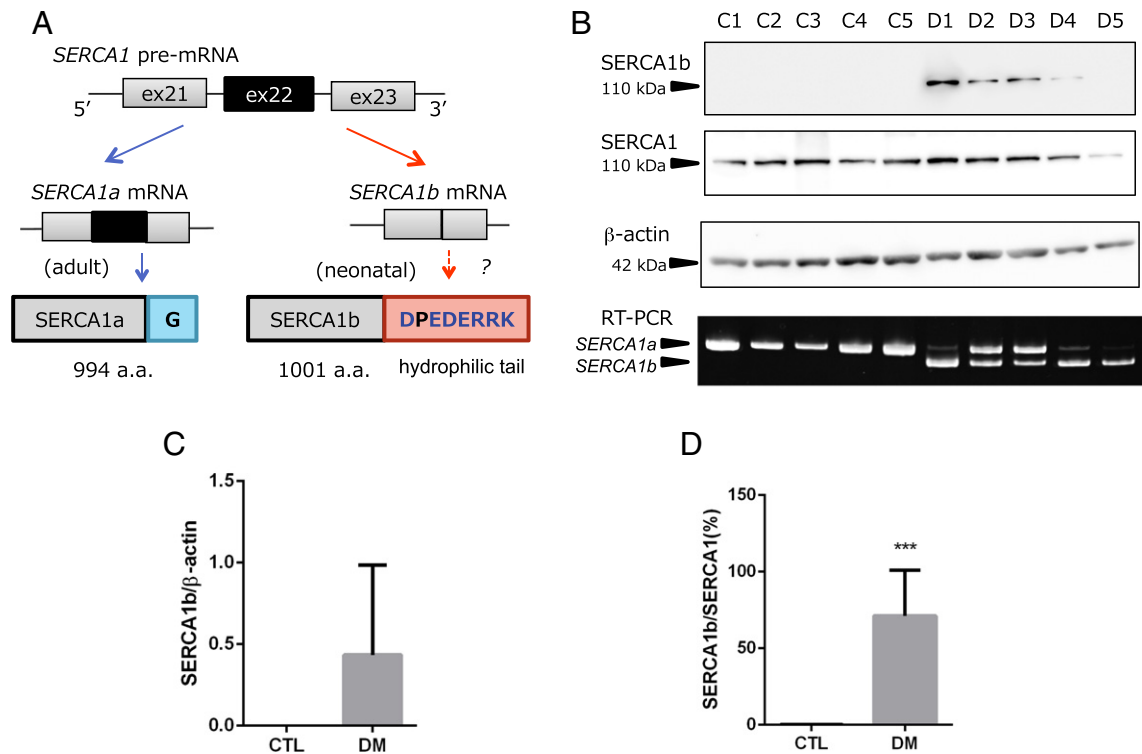 A
SERCA1 pre-mRNA
5′ ex21 ex22 ex23 3′
SERCA1a mRNA SERCA1b mRNA
(adult) (neonatal) ?
SERCA1a G SERCA1b DPEDERRK
994 a.a. 1001 a.a. hydrophilic tail
B
C1 C2 C3 C4 C5 D1 D2 D3 D4 D5
SERCA1b
110 kDa
SERCA1
110 kDa
β-actin
42 kDa
RT-PCR
SERCA1a
SERCA1b
C
SERCA1b/β-actin
1.5
1.0
0.5
0.0
CTL DM
D
SERCA1b/SERCA1(%)
150
100
50
0
***
CTL DM